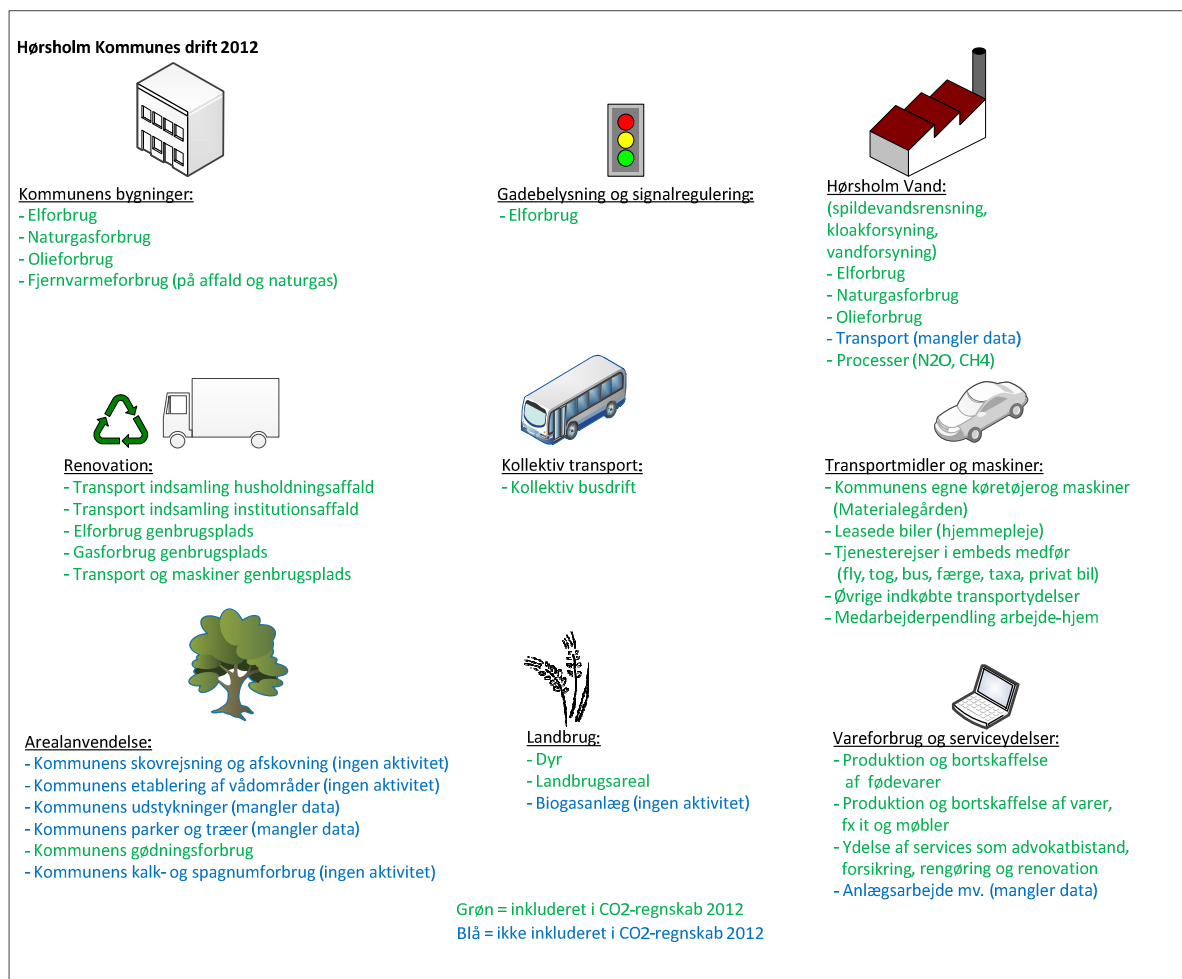 Hørsholm Kommunes drift 2012
Kommunens bygninger:
- Elforbrug
- Naturgasforbrug
- Olieforbrug
- Fjernvarmeforbrug (på affald og naturgas)
Gadebelysning og signalregulering:
- Elforbrug
Hørsholm Vand:
(spildevandsrensning,
kloakforsyning,
vandforsyning)
- Elforbrug
- Naturgasforbrug
- Olieforbrug
- Transport (mangler data)
- Processer (N2O, CH4)
Renovation:
- Transport indsamling husholdningsaffald
- Transport indsamling institutionsaffald
- Elforbrug genbrugsplads
- Gasforbrug genbrugsplads
- Transport og maskiner genbrugsplads
Kollektiv transport:
- Kollektiv busdrift
Transportmidler og maskiner:
- Kommunens egne køretøjerog maskiner
(Materialegården)
- Leasede biler (hjemmepleje)
- Tjenesterejser i embeds medfør
(fly, tog, bus, færge, taxa, privat bil)
- Øvrige indkøbte transportydelser
- Medarbejderpendling arbejde-hjem
Arealanvendelse:
- Kommunens skovrejsning og afskovning (ingen aktivitet)
- Kommunens etablering af vådområder (ingen aktivitet)
- Kommunens udstykninger (mangler data)
- Kommunens parker og træer (mangler data)
- Kommunens gødningsforbrug
- Kommunens kalk- og spagnumforbrug (ingen aktivitet)
Landbrug:
- Dyr
- Landbrugsareal
- Biogasanlæg (ingen aktivitet)
Vareforbrug og serviceydelser:
- Produktion og bortskaffelse
af fødevarer
- Produktion og bortskaffelse af varer,
fx it og møbler
- Ydelse af services som advokatbistand,
forsikring, rengøring og renovation
- Anlægsarbejde mv. (mangler data)
Grøn = inkluderet i CO2-regnskab 2012
Blå = ikke inkluderet i CO2-regnskab 2012